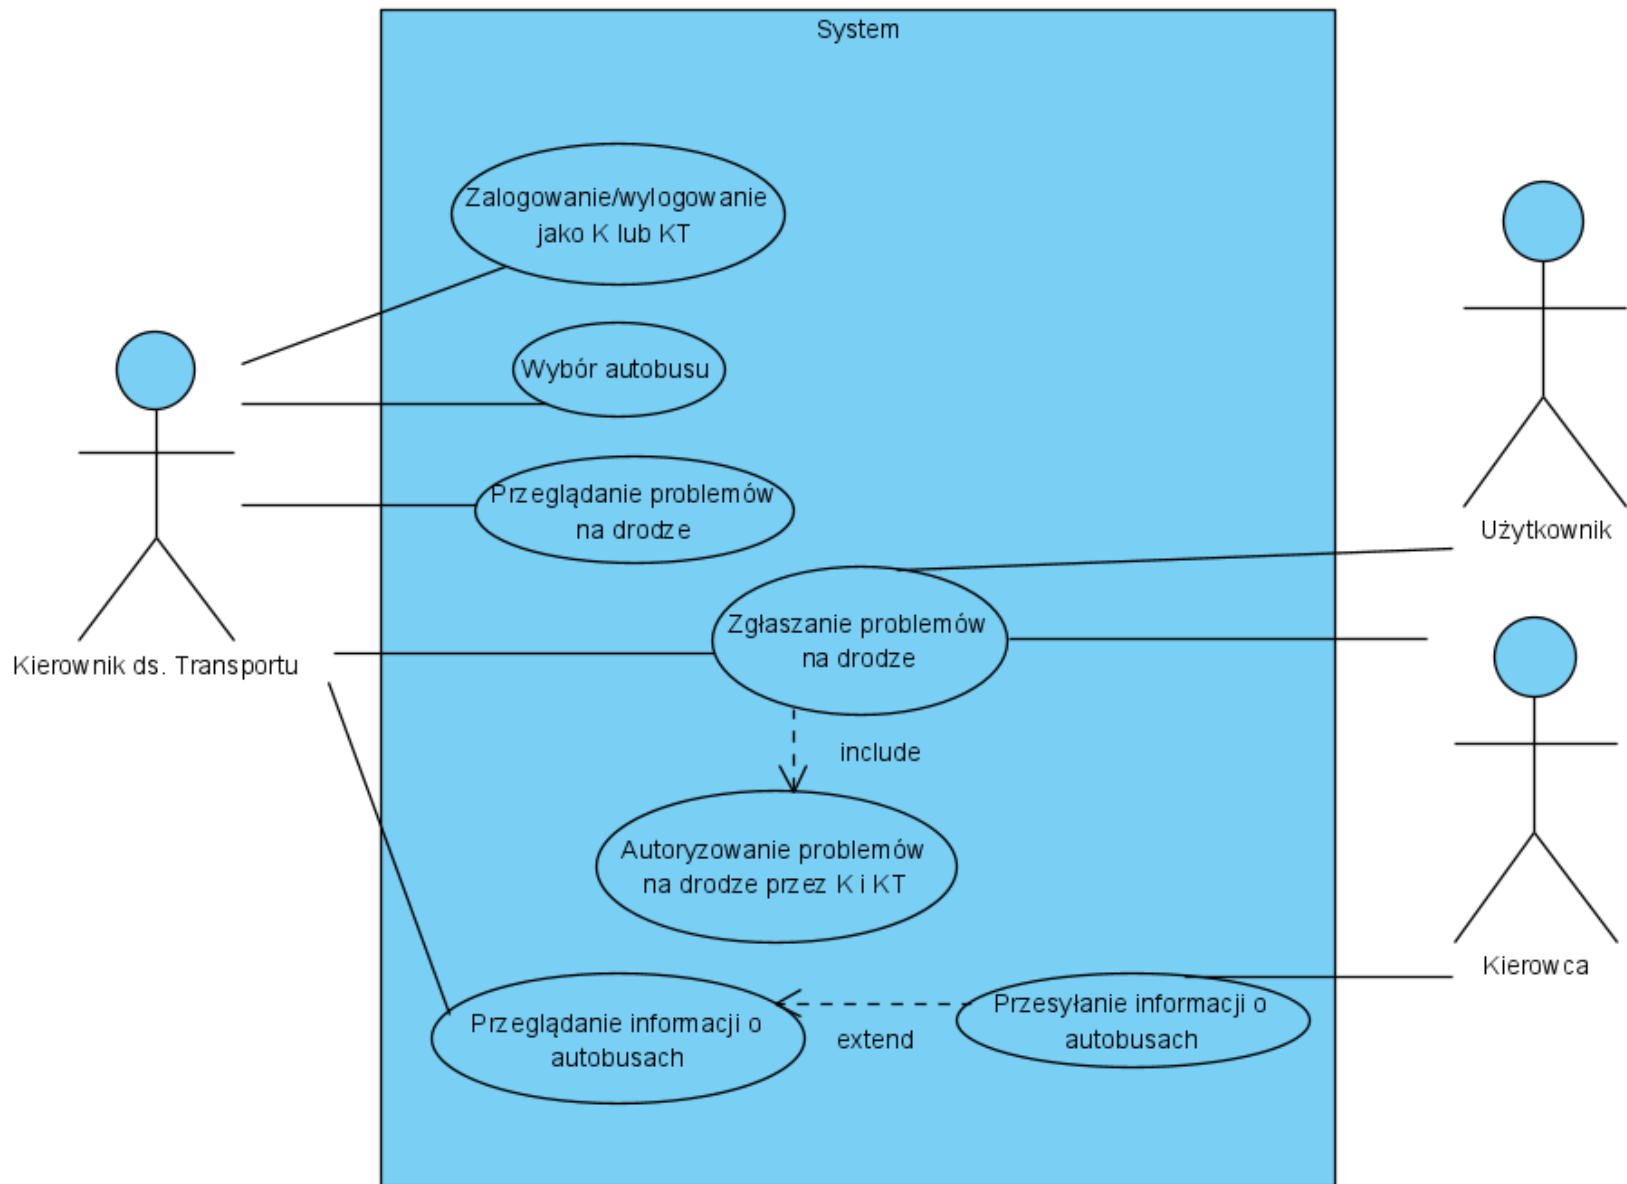 System
Zalogowanie/wylogowanie
jako K lub KT
Wybór autobusu
Przeglądanie problemów
na drodze
Użytkownik
Zgłaszanie problemów
na drodze
Kierownik ds. Transportu
include
Autoryzowanie problemów
na drodze przez K i KT
Kierowca
Przeglądanie informacji o
autobusach
extend
Przesyłanie informacji o
autobusach